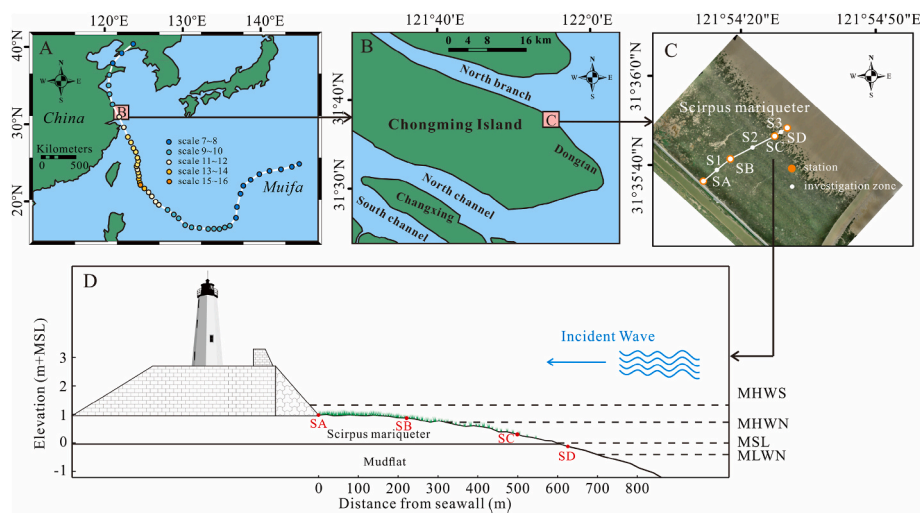 120°E
130°E
140°E
40°N
30°N
20°N
A
N
W
E
S
China
B
Kilometers
0
500
scale 7~8
scale 9~10
scale 11~12
scale 13~14
scale 15~16
Muifa
121°40'E
122°0'E
31°40'N
31°30'N
B
0 4 8 16 km
N
W
E
S
North branch
Chongming Island
C
Dongtan
North channel
Changxing
South channel
121°54'20"E
121°54'50"E
31°36'0"N
31°35'40"N
C
N
W
E
S
Scirpus mariqueter
S3
S2
SD
SC
S1
SB
SA
station
investigation zone
D
Elevation (m+MSL)
3
2
1
0
-1
Incident Wave
MHWS
MHWN
MSL
MLWN
SA
SB
SC
SD
Scirpus mariqueter
Mudflat
0 100 200 300 400 500 600 700 800
Distance from seawall (m)